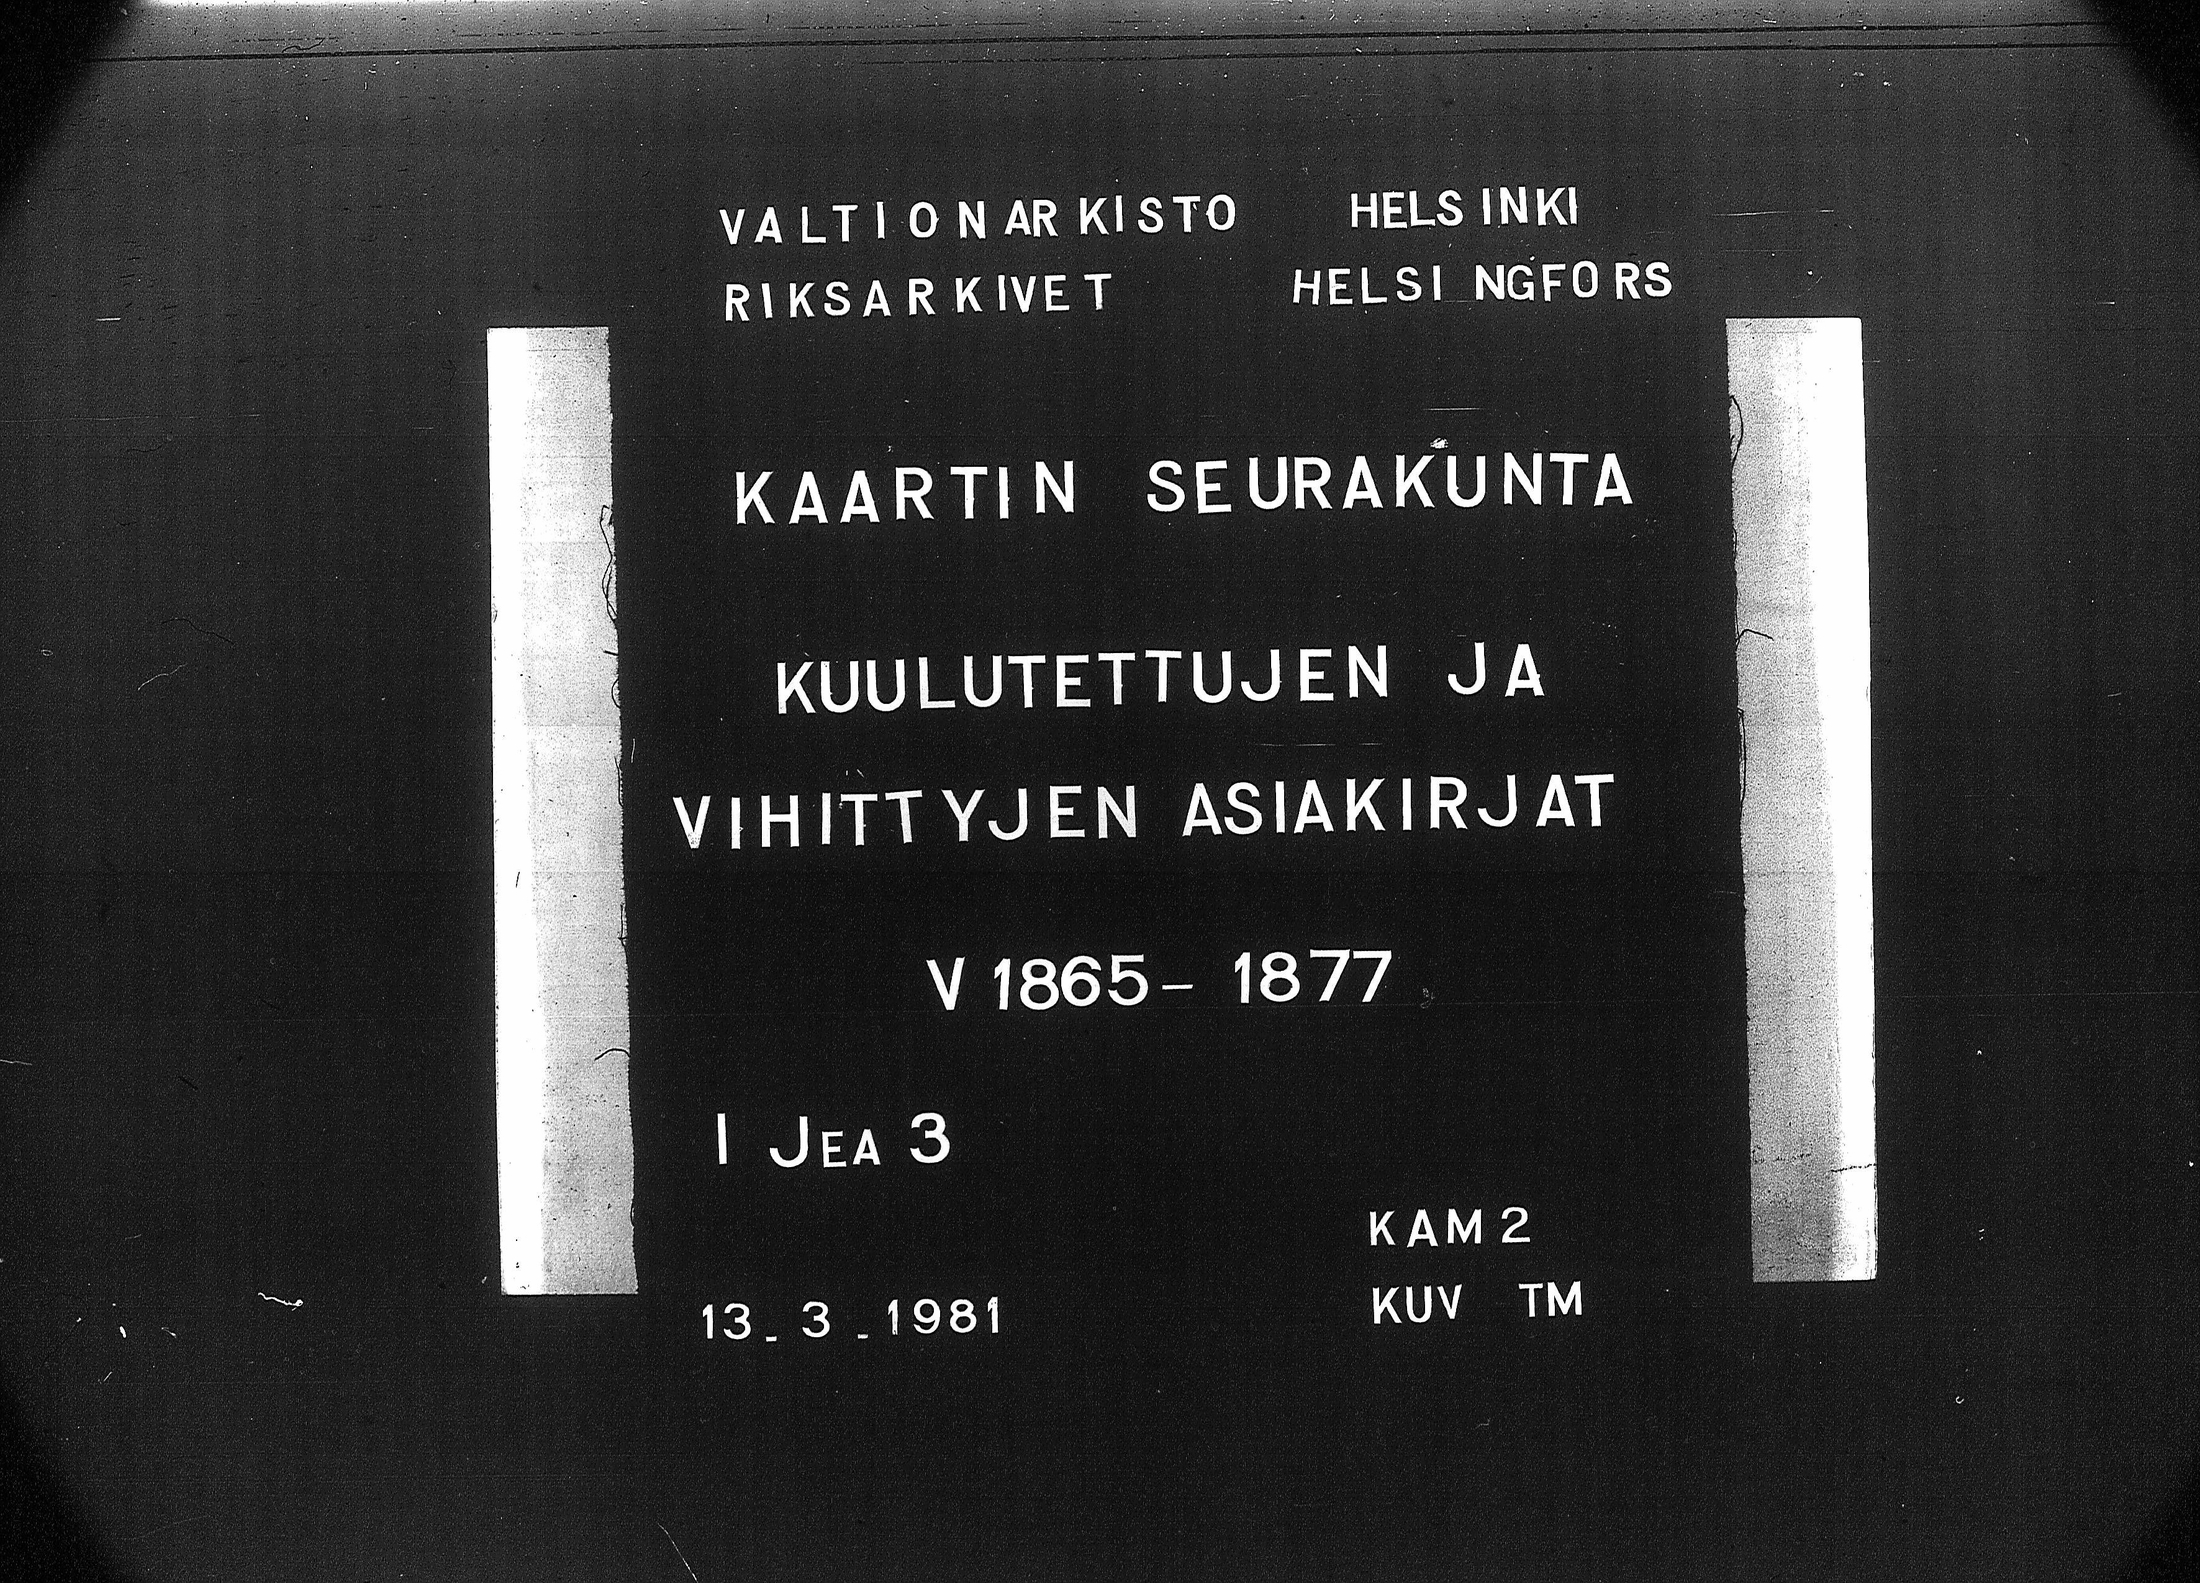 VALTIONARKISTO HELSINKI
RIKSARKIVET HELSINGFORS
KAARTIN SEURAKUNTA
KUULUTETTUJEN JA
VIHITTYJEN ASIAKIRJAT
V 1865-1877
I JEA 3
KAM 2
13.3.1981 KUV TM